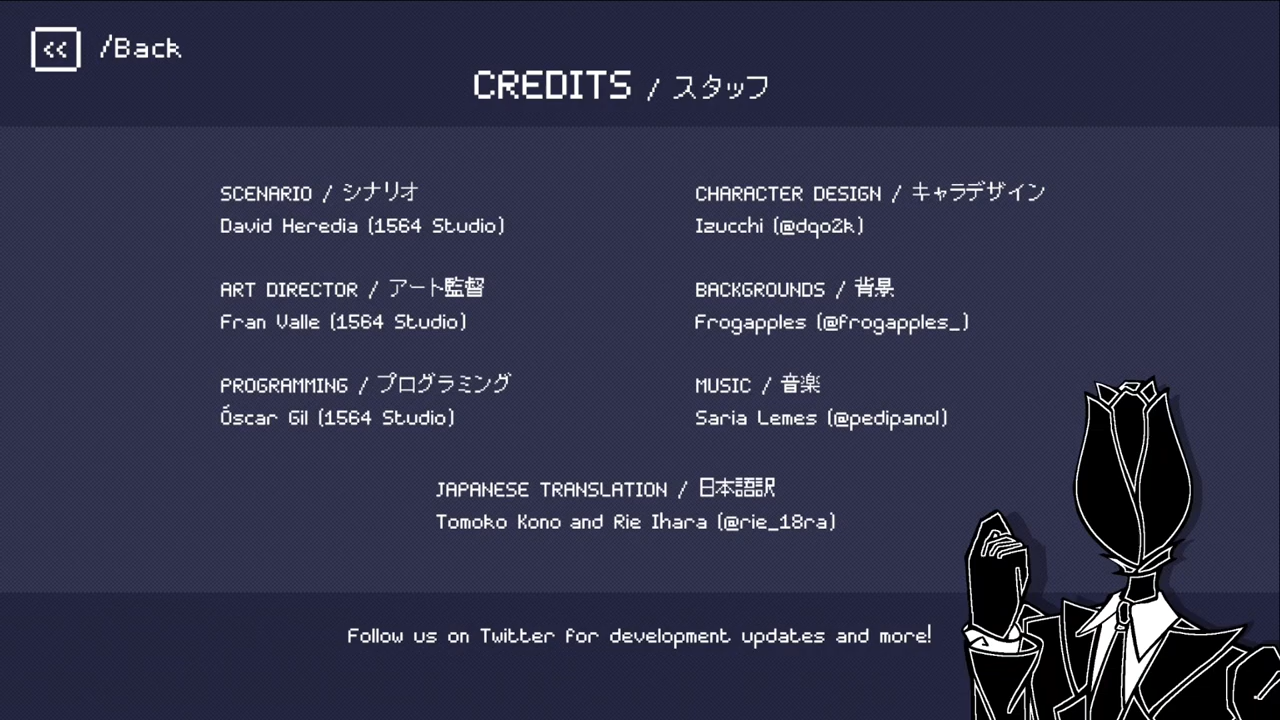 << /Back
CREDITS / スタッフ
SCENARIO / シナリオ
David Heredia (1564 Studio)
CHARACTER DESIGN / キャラデザイン
Izucchi (@dqo2k)
ART DIRECTOR / アート監督
Fran Valle (1564 Studio)
BACKGROUNDS / 背景
Frogapples (@frogapples_)
PROGRAMMING / プログラミング
Óscar Gil (1564 Studio)
MUSIC / 音楽
Saria Lemes (@pedipanol)
JAPANESE TRANSLATION / 日本語訳
Tomoko Kono and Rie Ihara (@rie_18ra)
Follow us on Twitter for development updates and more!